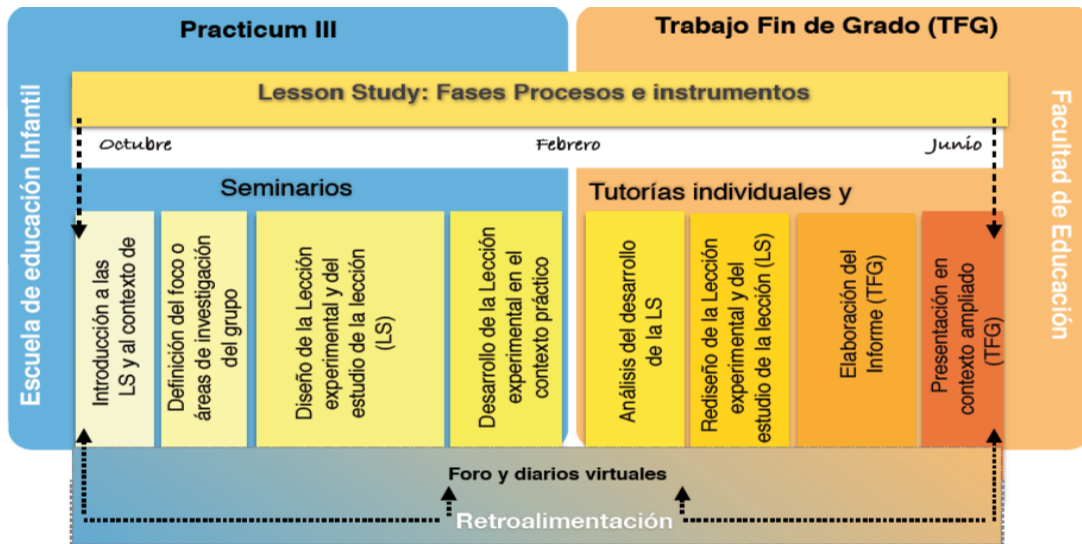 Practicum III
Trabajo Fin de Grado (TFG)
Lesson Study: Fases Procesos e instrumentos
Octubre
Febrero
Junio
Escuela de educación Infantil
Seminarios
Tutorías individuales y
Facultad de Educación
Introducción a las
LS y al contexto de
Definición del foco o
áreas de investigación
del grupo
Diseño de la Lección
experimental y del
estudio de la lección
(LS)
Desarrollo de la Lección
experimental en el
contexto práctico
Análisis del desarrollo
de la LS
Rediseño de la Lección
experimental y del
estudio de la lección (LS)
Elaboración del
Informe (TFG)
Presentación en
contexto ampliado
(TFG)
Foro y diarios virtuales
Retroalimentación